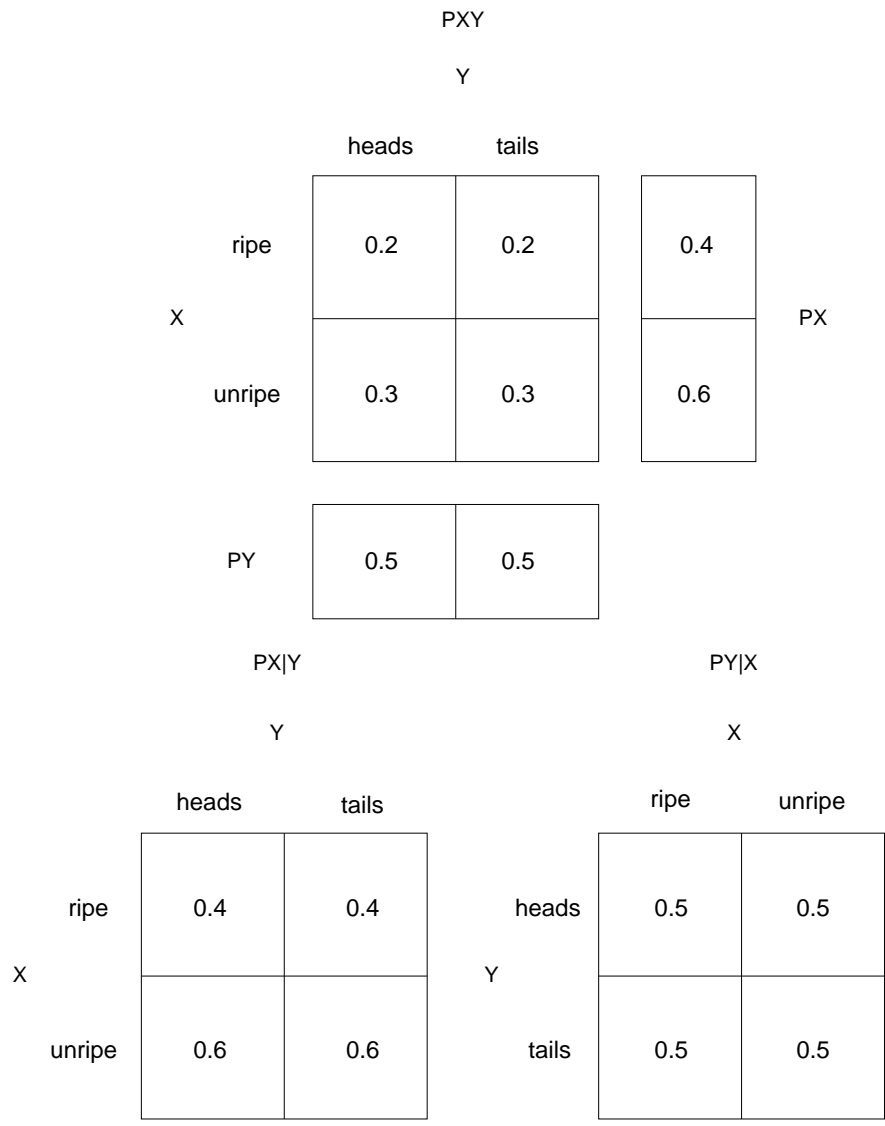 PXY
Y
heads tails
ripe 0.2 0.2 0.4
X PX
unripe 0.3 0.3 0.6
PY 0.5 0.5
PX|Y PY|X
Y X
heads tails ripe unripe
ripe 0.4 0.4 heads 0.5 0.5
X Y
unripe 0.6 0.6 tails 0.5 0.5